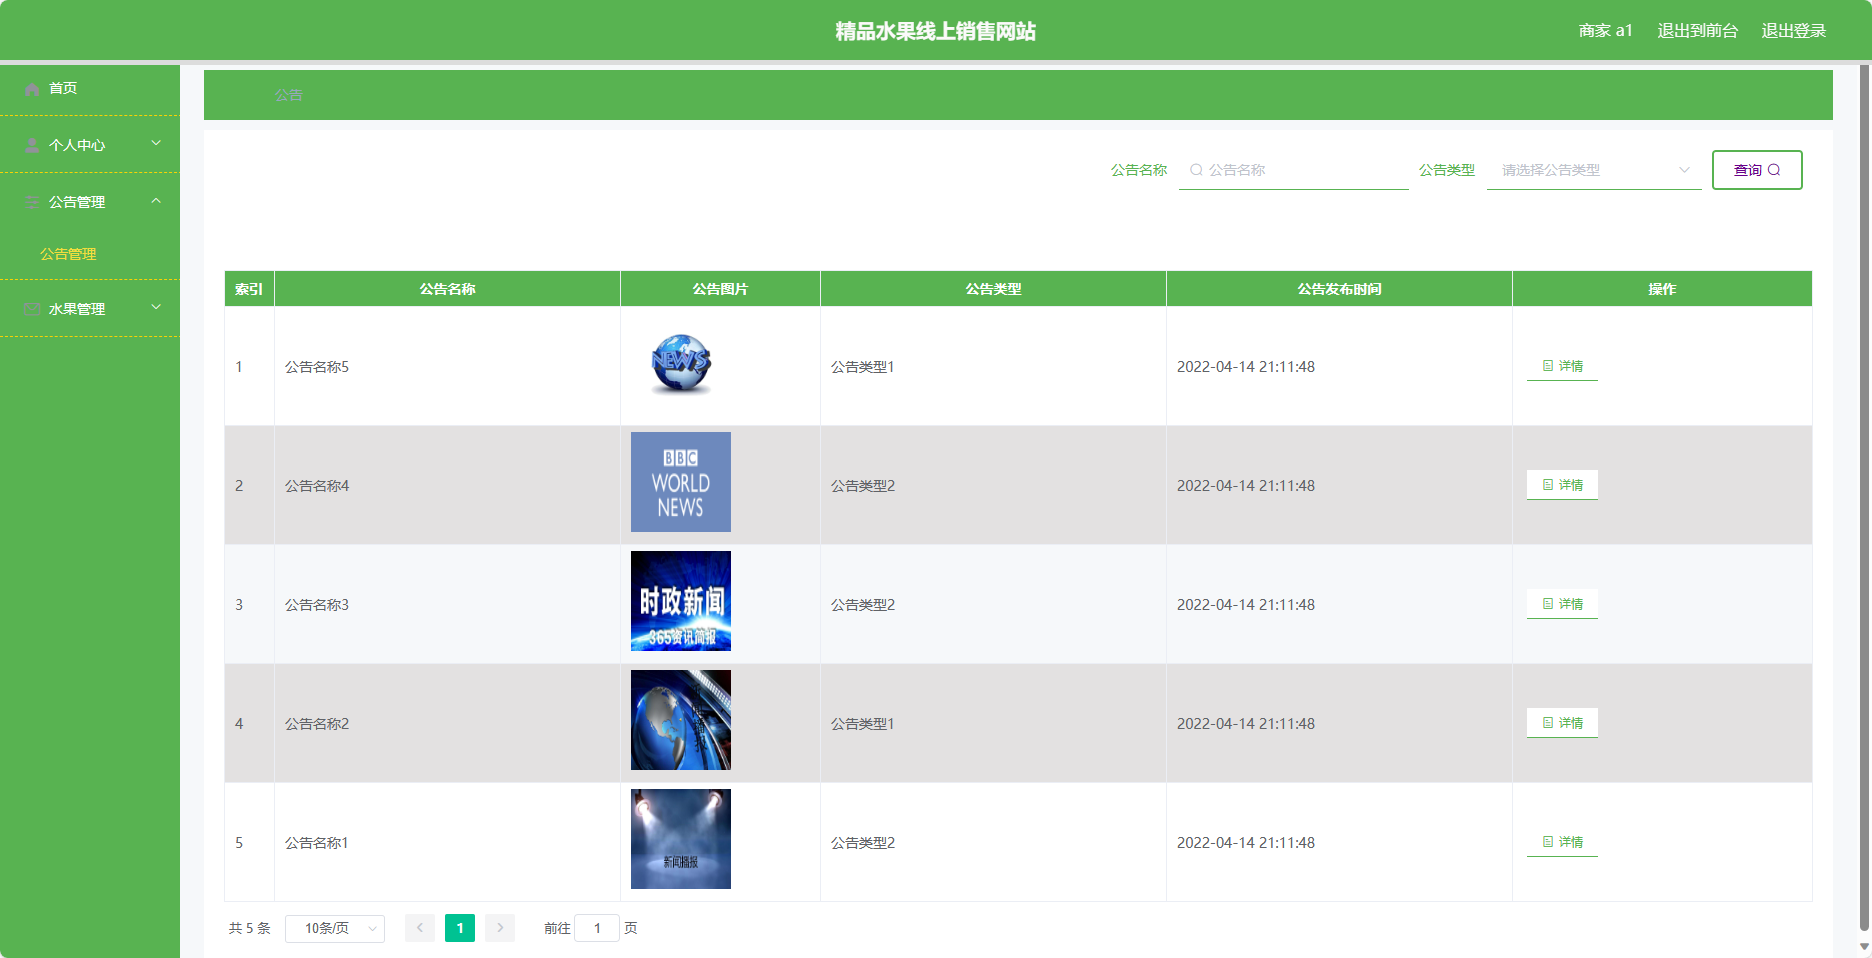 精品水果线上销售网站
商家 a1 退出到前台 退出登录
首页
个人中心
公告管理
公告管理
水果管理
公告
公告名称 公告名称 公告类型 请选择公告类型 查询
索引 公告名称 公告图片 公告类型 公告发布时间 操作
1 公告名称5 NEWS 公告类型1 2022-04-14 21:11:48 详情
2 公告名称4 BBC WORLD NEWS 公告类型2 2022-04-14 21:11:48 详情
3 公告名称3 时政新闻 365资讯简报 公告类型2 2022-04-14 21:11:48 详情
4 公告名称2 公告类型1 2022-04-14 21:11:48 详情
5 公告名称1 新闻播报 公告类型2 2022-04-14 21:11:48 详情
共 5 条 10条/页 1 前往 1 页